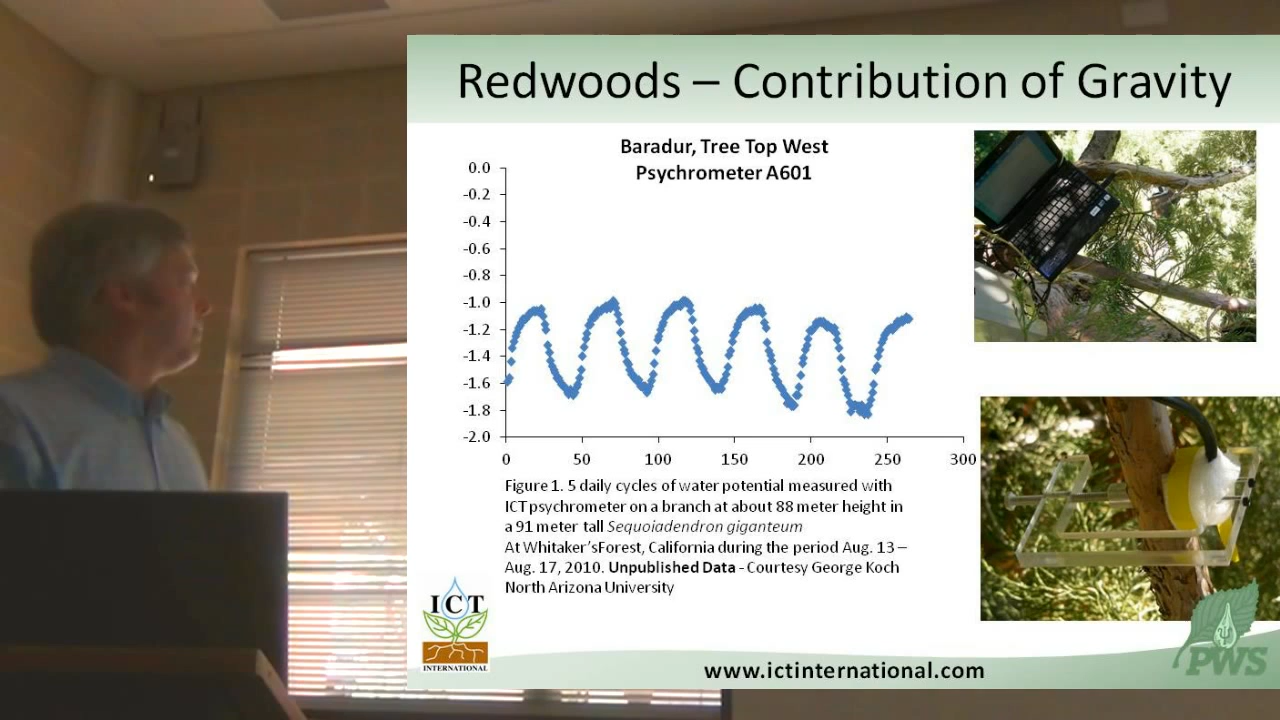 Redwoods – Contribution of Gravity
Baradur, Tree Top West
Psychrometer A601
0.0
-0.2
-0.4
-0.6
-0.8
-1.0
-1.2
-1.4
-1.6
-1.8
-2.0
0 50 100 150 200 250 300
Figure 1. 5 daily cycles of water potential measured with
ICT psychrometer on a branch at about 88 meter height in
a 91 meter tall Sequoiadendron giganteum
At Whitaker'sForest, California during the period Aug. 13 –
Aug. 17, 2010. Unpublished Data - Courtesy George Koch
North Arizona University
ICT
INTERNATIONAL
www.ictinternational.com
PWS